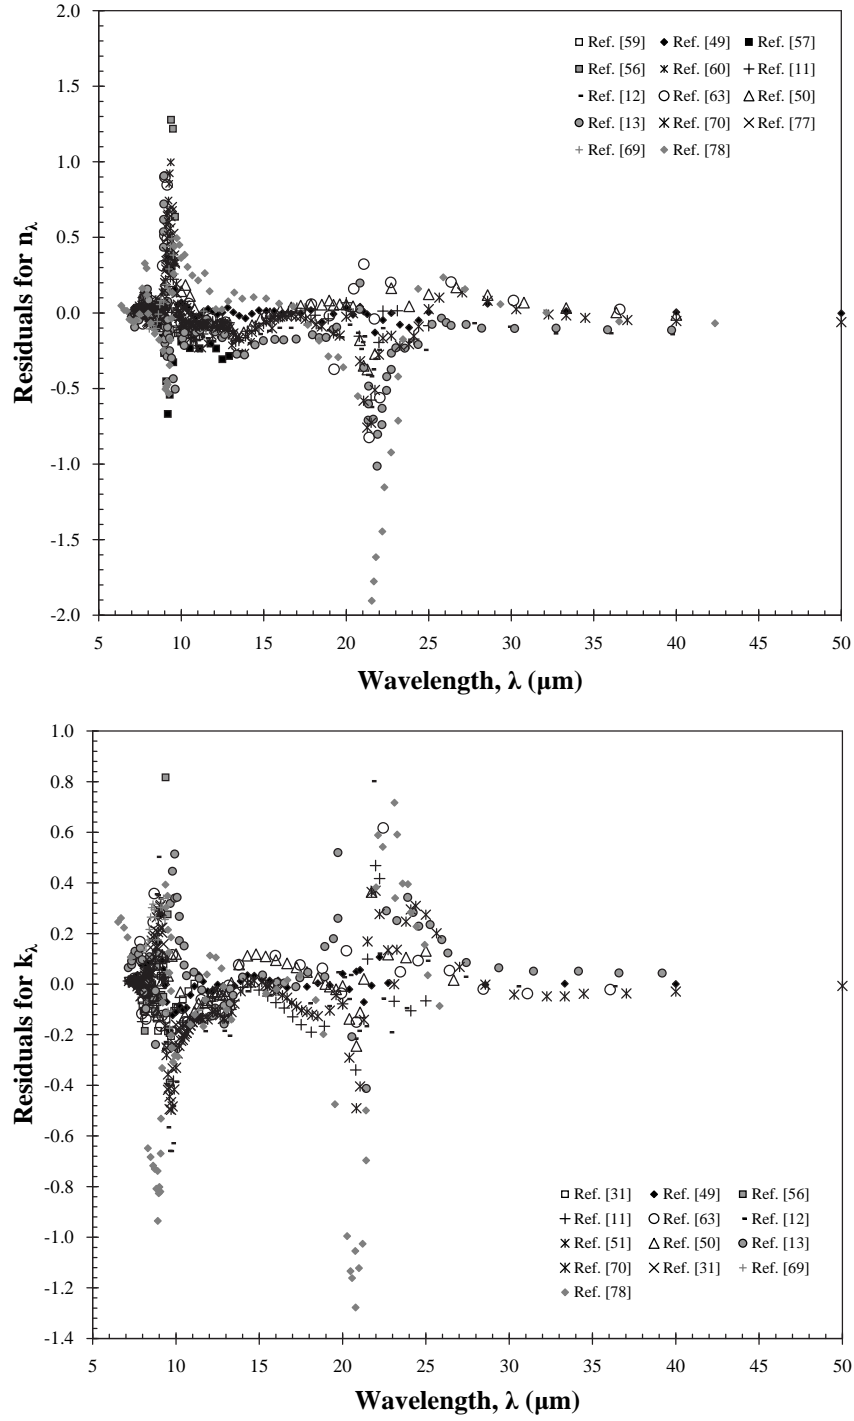 2.0
1.5
1.0
0.5
0.0
-0.5
-1.0
-1.5
-2.0
Residuals for nλ
Ref. [59] Ref. [49] Ref. [57]
Ref. [56] Ref. [60] Ref. [11]
Ref. [12] Ref. [63] Ref. [50]
Ref. [13] Ref. [70] Ref. [77]
Ref. [69] Ref. [78]
5 10 15 20 25 30 35 40 45 50
Wavelength, λ (μm)
1.0
0.8
0.6
0.4
0.2
0.0
-0.2
-0.4
-0.6
-0.8
-1.0
-1.2
-1.4
Residuals for kλ
Ref. [31] Ref. [49] Ref. [56]
Ref. [11] Ref. [63] Ref. [12]
Ref. [51] Ref. [50] Ref. [13]
Ref. [70] Ref. [31] Ref. [69]
Ref. [78]
5 10 15 20 25 30 35 40 45 50
Wavelength, λ (μm)